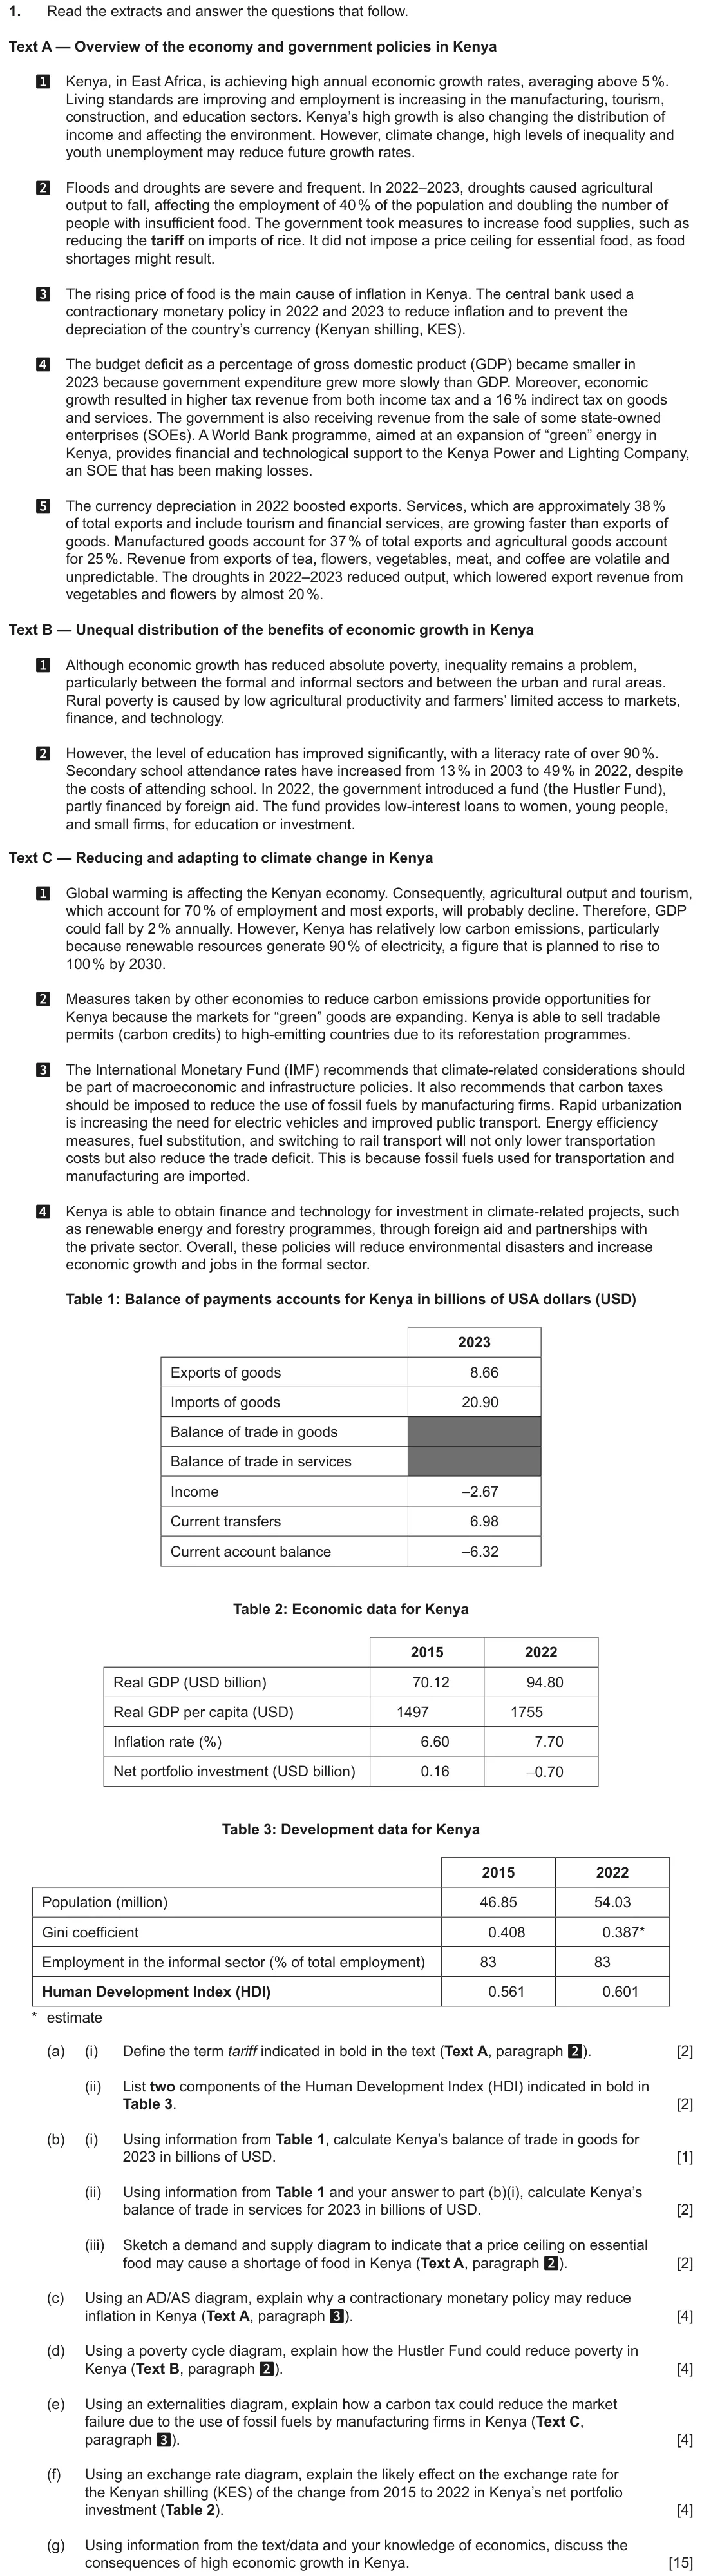 1. Read the extracts and answer the questions that follow.
Text A — Overview of the economy and government policies in Kenya
1 Kenya, in East Africa, is achieving high annual economic growth rates, averaging above 5 %.
Living standards are improving and employment is increasing in the manufacturing, tourism,
construction, and education sectors. Kenya's high growth is also changing the distribution of
income and affecting the environment. However, climate change, high levels of inequality and
youth unemployment may reduce future growth rates.
2 Floods and droughts are severe and frequent. In 2022–2023, droughts caused agricultural
output to fall, affecting the employment of 40 % of the population and doubling the number of
people with insufficient food. The government took measures to increase food supplies, such as
reducing the tariff on imports of rice. It did not impose a price ceiling for essential food, as food
shortages might result.
3 The rising price of food is the main cause of inflation in Kenya. The central bank used a
contractionary monetary policy in 2022 and 2023 to reduce inflation and to prevent the
depreciation of the country's currency (Kenyan shilling, KES).
4 The budget deficit as a percentage of gross domestic product (GDP) became smaller in
2023 because government expenditure grew more slowly than GDP. Moreover, economic
growth resulted in higher tax revenue from both income tax and a 16 % indirect tax on goods
and services. The government is also receiving revenue from the sale of some state-owned
enterprises (SOEs). A World Bank programme, aimed at an expansion of "green" energy in
Kenya, provides financial and technological support to the Kenya Power and Lighting Company,
an SOE that has been making losses.
5 The currency depreciation in 2022 boosted exports. Services, which are approximately 38 %
of total exports and include tourism and financial services, are growing faster than exports of
goods. Manufactured goods account for 37 % of total exports and agricultural goods account
for 25 %. Revenue from exports of tea, flowers, vegetables, meat, and coffee are volatile and
unpredictable. The droughts in 2022–2023 reduced output, which lowered export revenue from
vegetables and flowers by almost 20 %.
Text B — Unequal distribution of the benefits of economic growth in Kenya
1 Although economic growth has reduced absolute poverty, inequality remains a problem,
particularly between the formal and informal sectors and between the urban and rural areas.
Rural poverty is caused by low agricultural productivity and farmers' limited access to markets,
finance, and technology.
2 However, the level of education has improved significantly, with a literacy rate of over 90 %.
Secondary school attendance rates have increased from 13 % in 2003 to 49 % in 2022, despite
the costs of attending school. In 2022, the government introduced a fund (the Hustler Fund),
partly financed by foreign aid. The fund provides low-interest loans to women, young people,
and small firms, for education or investment.
Text C — Reducing and adapting to climate change in Kenya
1 Global warming is affecting the Kenyan economy. Consequently, agricultural output and tourism,
which account for 70 % of employment and most exports, will probably decline. Therefore, GDP
could fall by 2 % annually. However, Kenya has relatively low carbon emissions, particularly
because renewable resources generate 90 % of electricity, a figure that is planned to rise to
100 % by 2030.
2 Measures taken by other economies to reduce carbon emissions provide opportunities for
Kenya because the markets for "green" goods are expanding. Kenya is able to sell tradable
permits (carbon credits) to high-emitting countries due to its reforestation programmes.
3 The International Monetary Fund (IMF) recommends that climate-related considerations should
be part of macroeconomic and infrastructure policies. It also recommends that carbon taxes
should be imposed to reduce the use of fossil fuels by manufacturing firms. Rapid urbanization
is increasing the need for electric vehicles and improved public transport. Energy efficiency
measures, fuel substitution, and switching to rail transport will not only lower transportation
costs but also reduce the trade deficit. This is because fossil fuels used for transportation and
manufacturing are imported.
4 Kenya is able to obtain finance and technology for investment in climate-related projects, such
as renewable energy and forestry programmes, through foreign aid and partnerships with
the private sector. Overall, these policies will reduce environmental disasters and increase
economic growth and jobs in the formal sector.
Table 1: Balance of payments accounts for Kenya in billions of USA dollars (USD)
2023
Exports of goods 8.66
Imports of goods 20.90
Balance of trade in goods
Balance of trade in services
Income –2.67
Current transfers 6.98
Current account balance –6.32
Table 2: Economic data for Kenya
2015 2022
Real GDP (USD billion) 70.12 94.80
Real GDP per capita (USD) 1497 1755
Inflation rate (%) 6.60 7.70
Net portfolio investment (USD billion) 0.16 –0.70
Table 3: Development data for Kenya
2015 2022
Population (million) 46.85 54.03
Gini coefficient 0.408 0.387*
Employment in the informal sector (% of total employment) 83 83
Human Development Index (HDI) 0.561 0.601
* estimate
(a) (i) Define the term tariff indicated in bold in the text (Text A, paragraph 2). [2]
(ii) List two components of the Human Development Index (HDI) indicated in bold in
Table 3. [2]
(b) (i) Using information from Table 1, calculate Kenya's balance of trade in goods for
2023 in billions of USD. [1]
(ii) Using information from Table 1 and your answer to part (b)(i), calculate Kenya's
balance of trade in services for 2023 in billions of USD. [2]
(iii) Sketch a demand and supply diagram to indicate that a price ceiling on essential
food may cause a shortage of food in Kenya (Text A, paragraph 2). [2]
(c) Using an AD/AS diagram, explain why a contractionary monetary policy may reduce
inflation in Kenya (Text A, paragraph 3). [4]
(d) Using a poverty cycle diagram, explain how the Hustler Fund could reduce poverty in
Kenya (Text B, paragraph 2). [4]
(e) Using an externalities diagram, explain how a carbon tax could reduce the market
failure due to the use of fossil fuels by manufacturing firms in Kenya (Text C,
paragraph 3). [4]
(f) Using an exchange rate diagram, explain the likely effect on the exchange rate for
the Kenyan shilling (KES) of the change from 2015 to 2022 in Kenya's net portfolio
investment (Table 2). [4]
(g) Using information from the text/data and your knowledge of economics, discuss the
consequences of high economic growth in Kenya. [15]